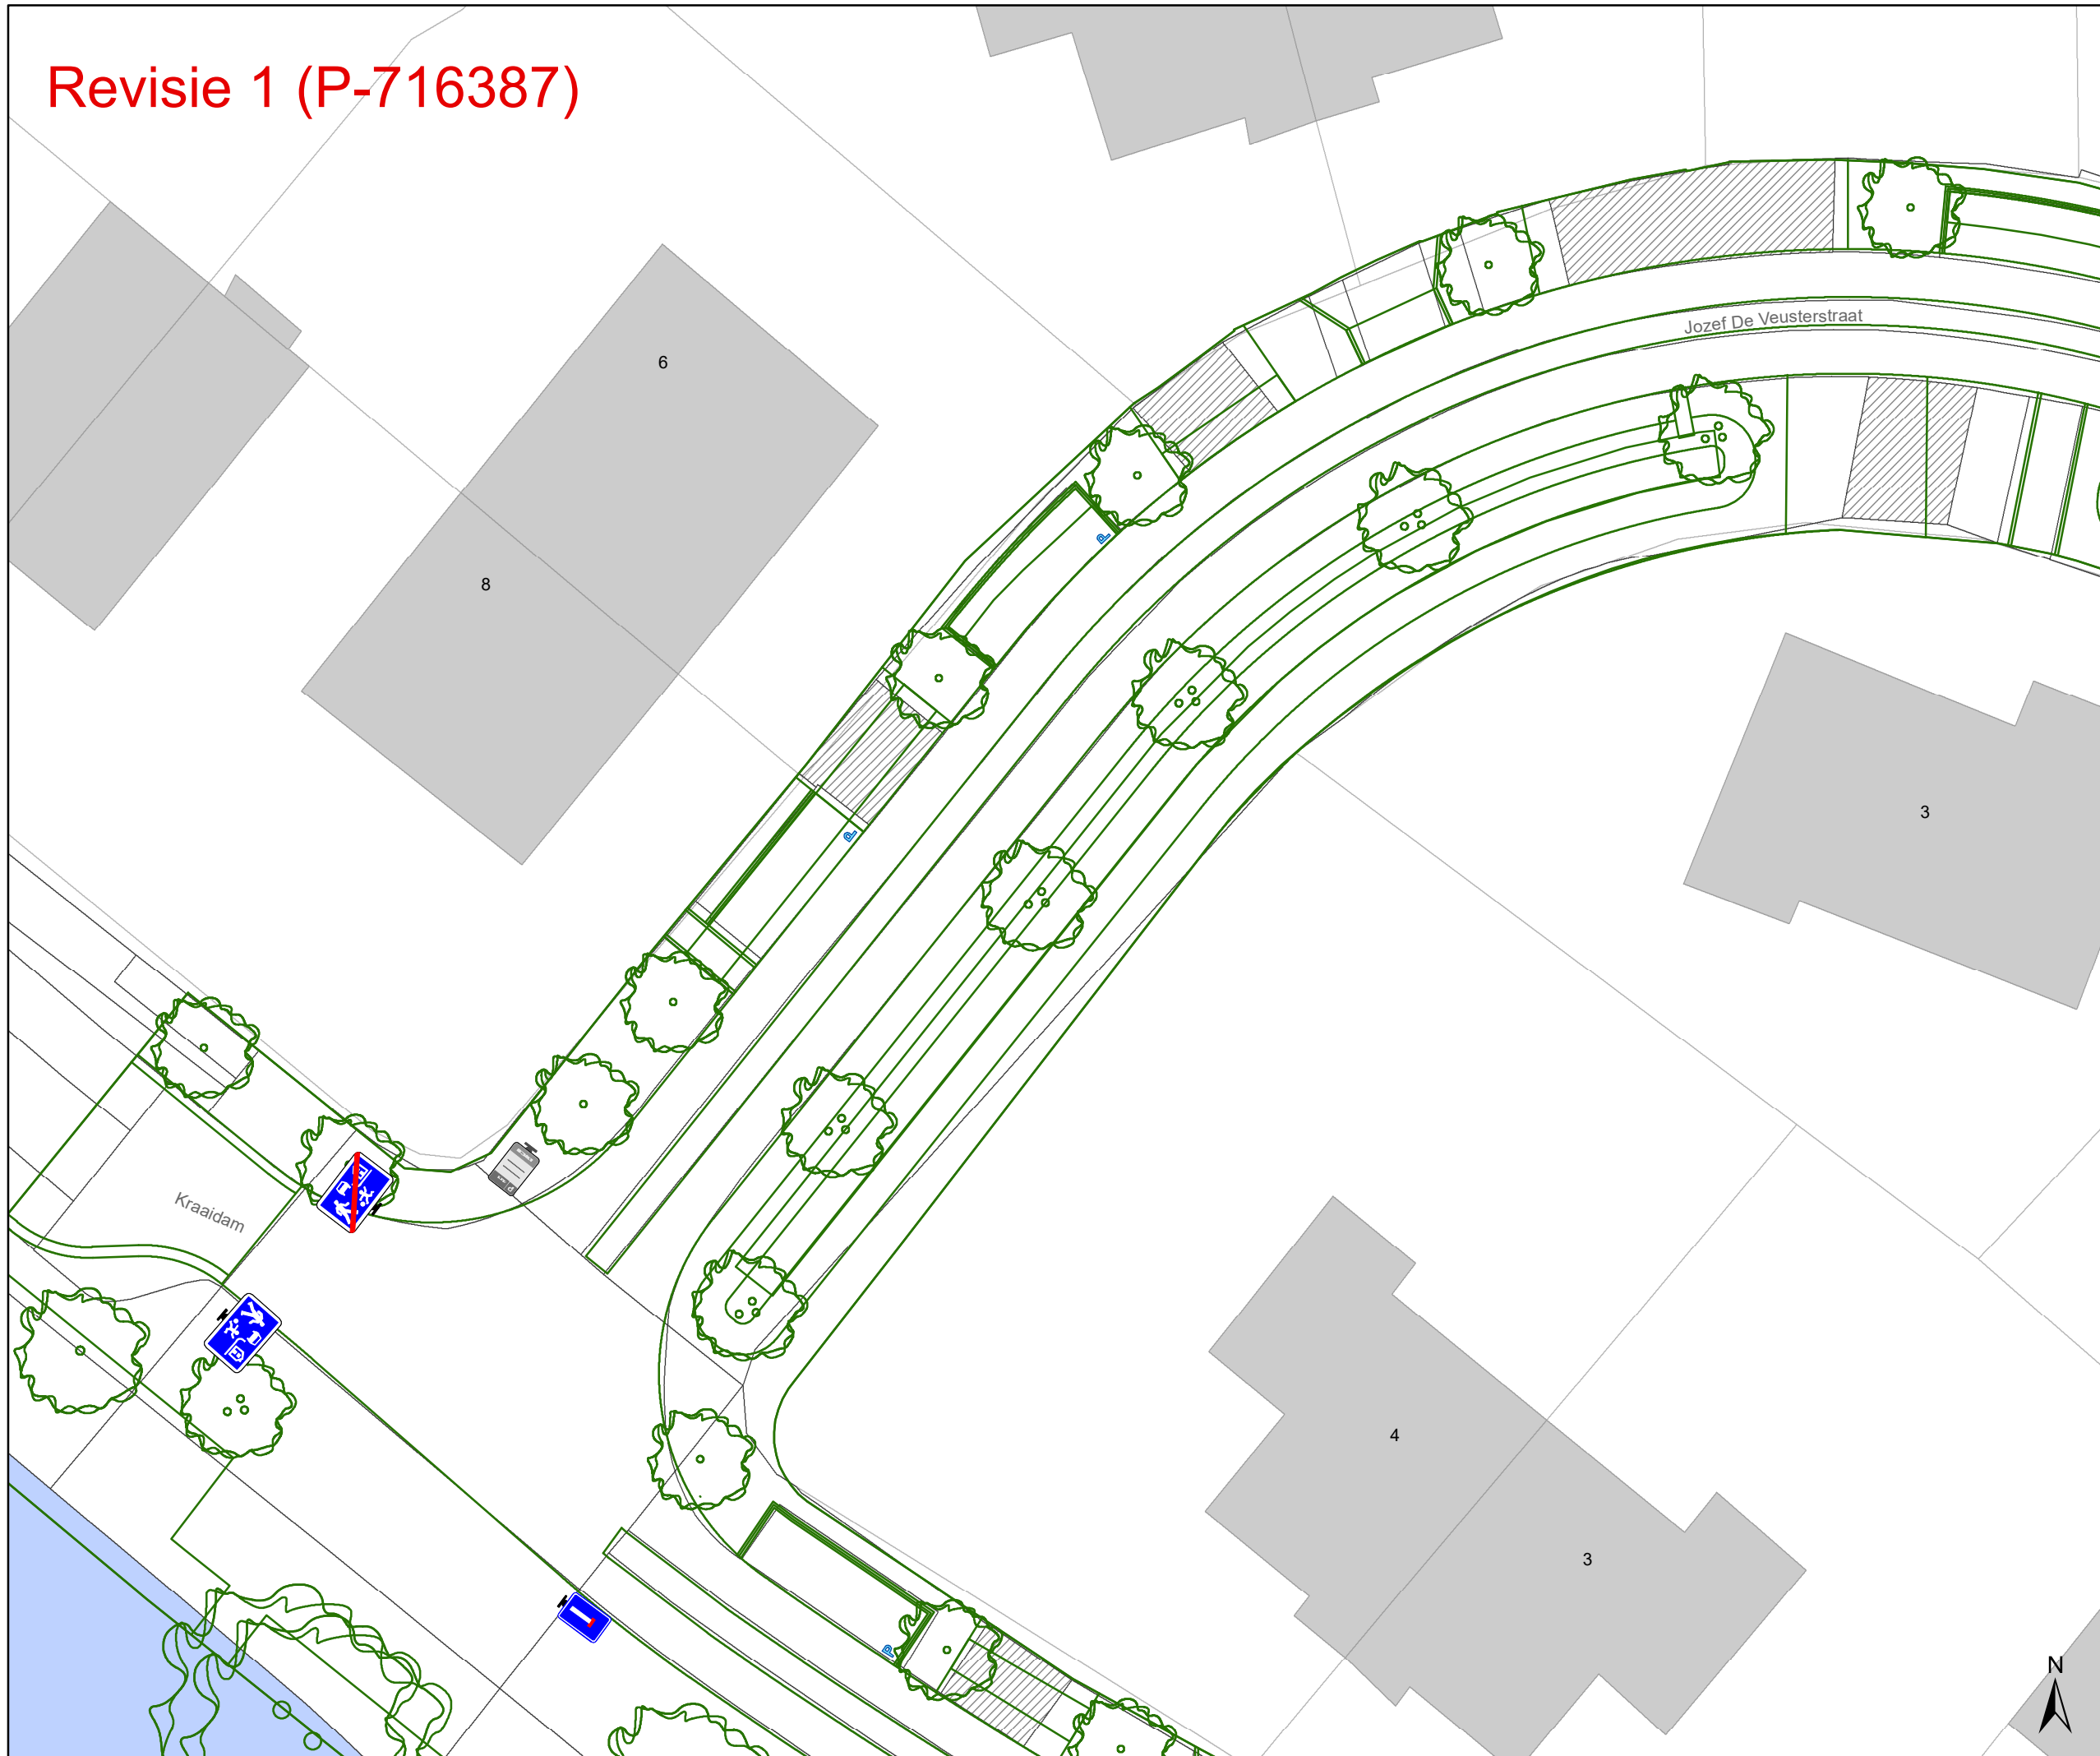 Revisie 1 (P-716387)
Jozef De Veusterstraat
6
8
P
3
P
Kraaidam
4
3
P
N